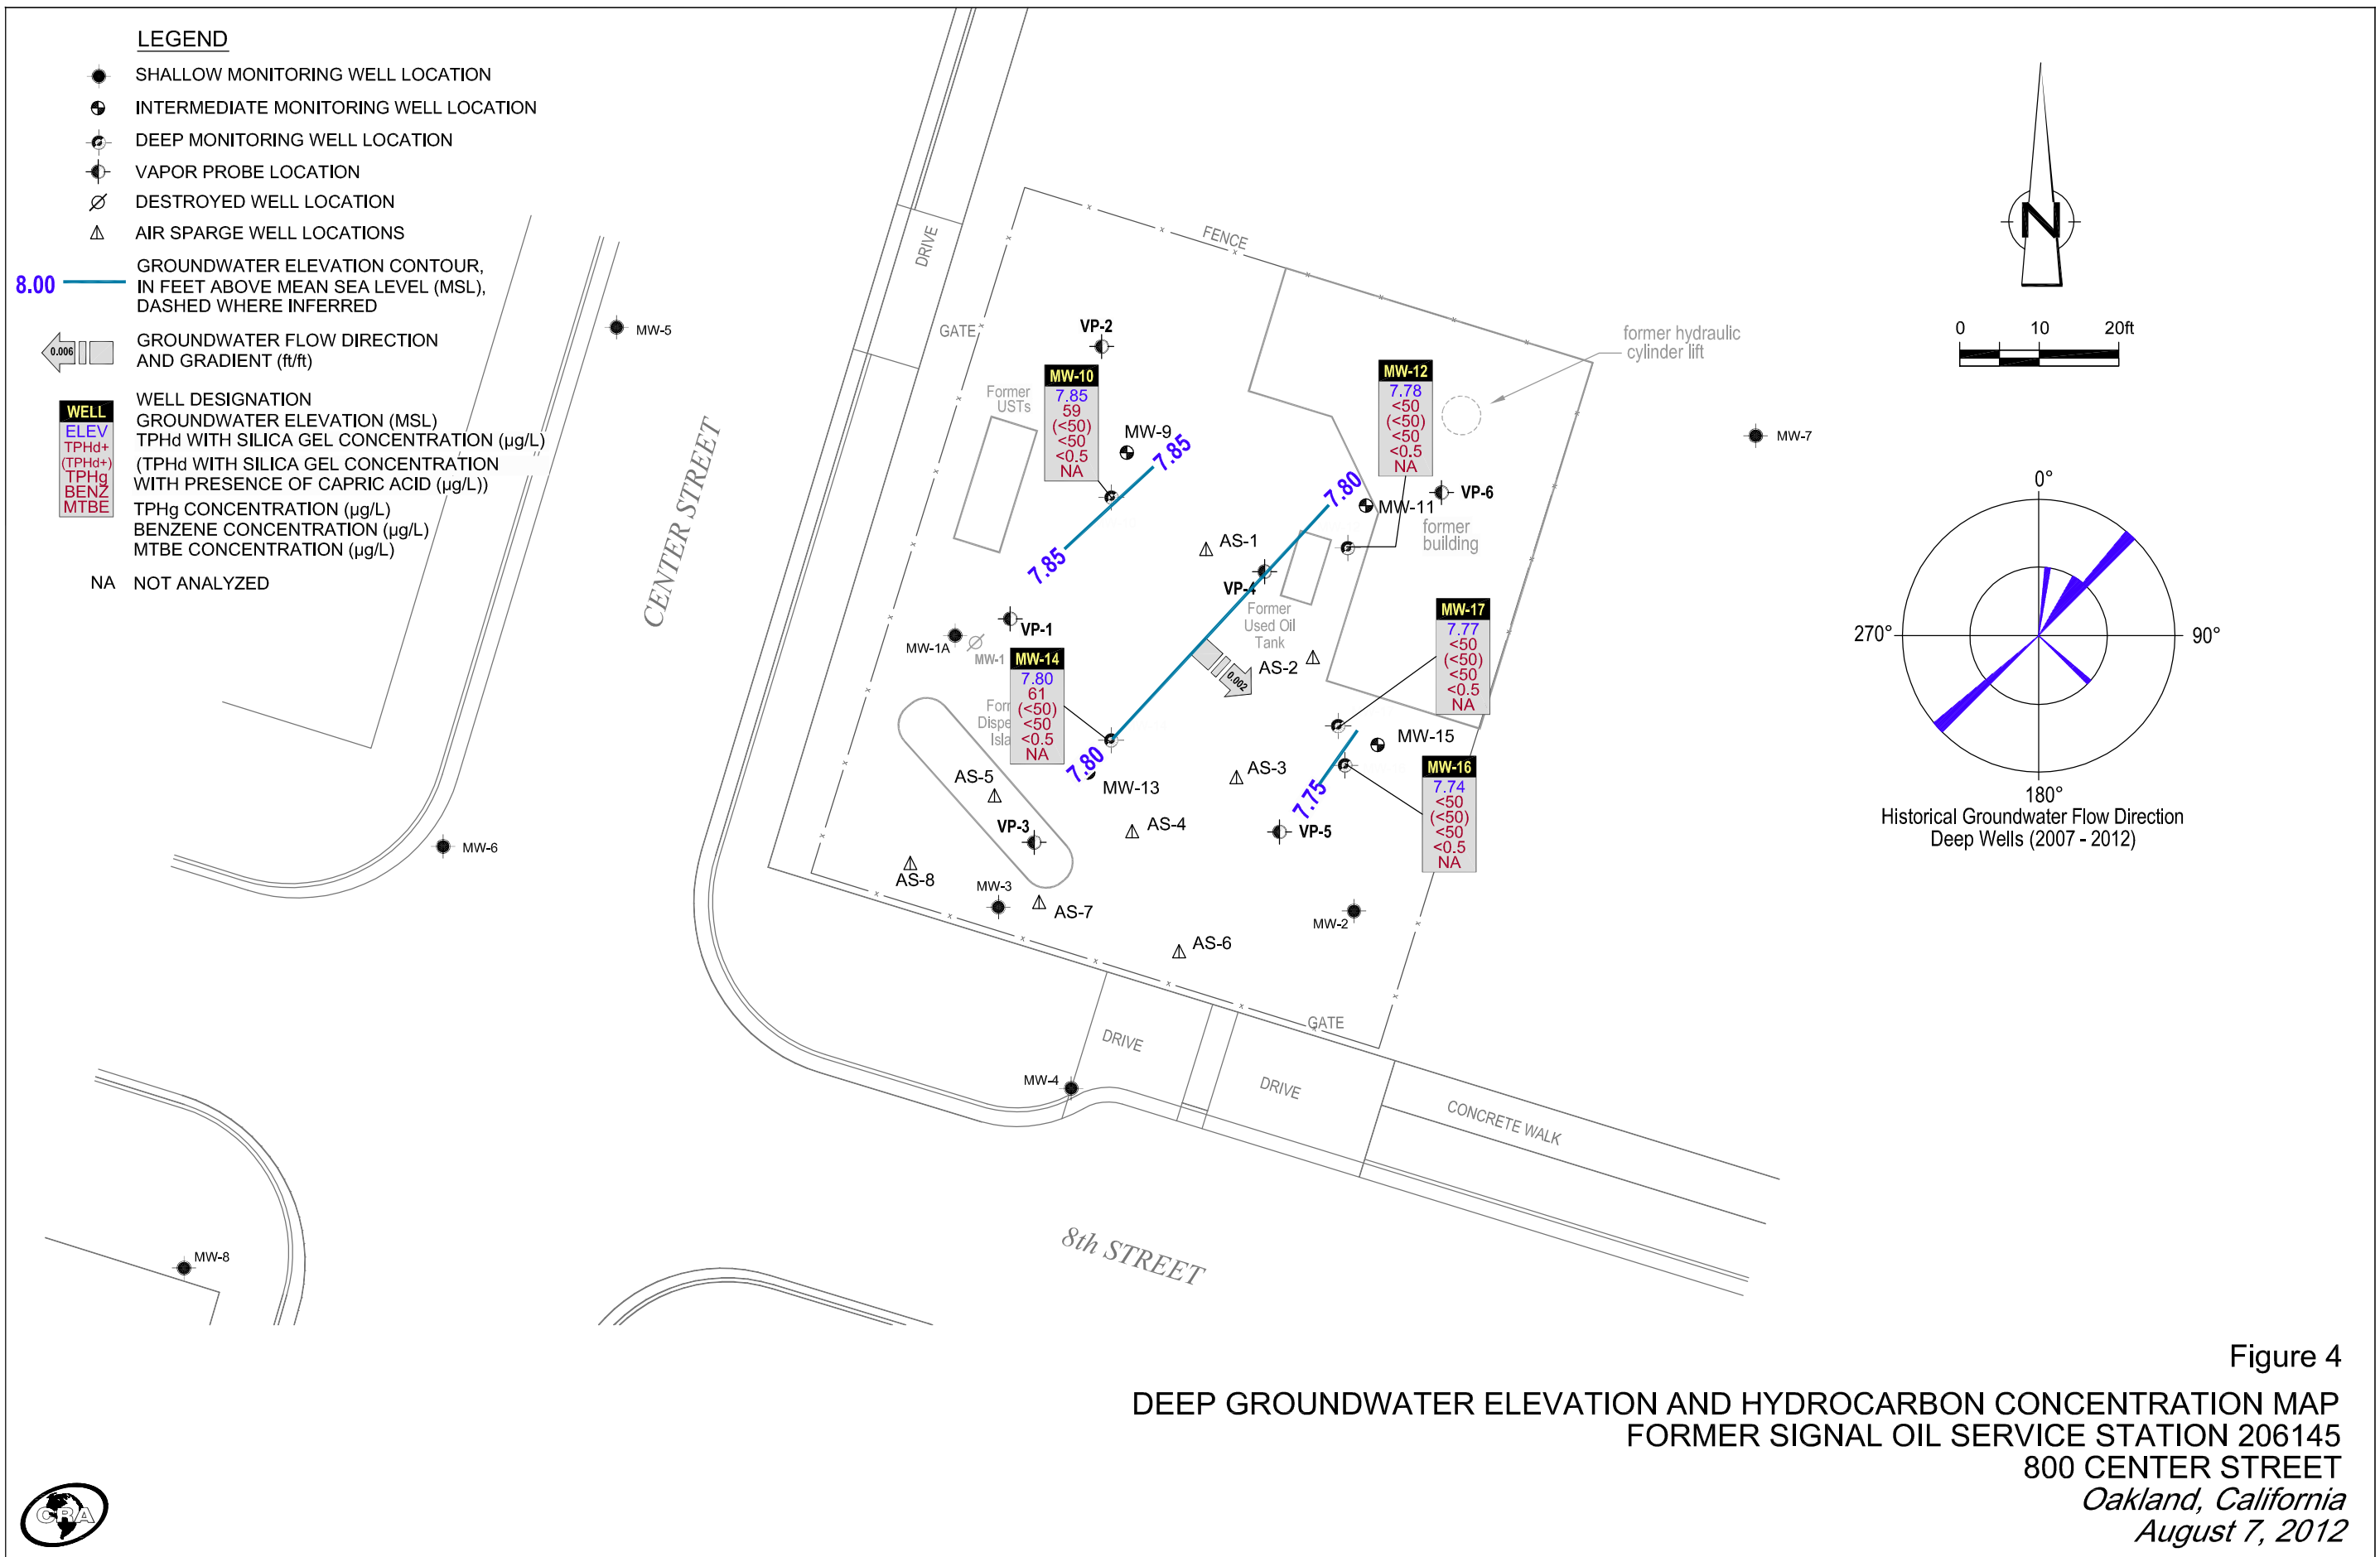 LEGEND
SHALLOW MONITORING WELL LOCATION
INTERMEDIATE MONITORING WELL LOCATION
DEEP MONITORING WELL LOCATION
VAPOR PROBE LOCATION
DESTROYED WELL LOCATION
AIR SPARGE WELL LOCATIONS
8.00
GROUNDWATER ELEVATION CONTOUR,
IN FEET ABOVE MEAN SEA LEVEL (MSL),
DASHED WHERE INFERRED
0.006
GROUNDWATER FLOW DIRECTION
AND GRADIENT (ft/ft)
WELL
ELEV
TPHd+
(TPHd+)
TPHg
BENZ
MTBE
WELL DESIGNATION
GROUNDWATER ELEVATION (MSL)
TPHd WITH SILICA GEL CONCENTRATION (µg/L)
(TPHd WITH SILICA GEL CONCENTRATION
WITH PRESENCE OF CAPRIC ACID (µg/L))
TPHg CONCENTRATION (µg/L)
BENZENE CONCENTRATION (µg/L)
MTBE CONCENTRATION (µg/L)
NA NOT ANALYZED
MW-5
MW-6
MW-8
CENTER STREET
DRIVE
GATE
FENCE
VP-2
Former
USTs
MW-10
7.85
59
(<50)
<50
<0.5
NA
MW-9
7.85
7.85
MW-12
7.78
<50
(<50)
<50
<0.5
NA
former hydraulic
cylinder lift
MW-7
7.80
MW-11
VP-6
former
building
AS-1
VP-4
Former
Used Oil
Tank
AS-2
0.002
MW-1A
MW-1
VP-1
MW-14
7.80
61
(<50)
<50
<0.5
NA
Form
Dispe
Isla
7.80
MW-13
MW-17
7.77
<50
(<50)
<50
<0.5
NA
MW-15
MW-16
7.74
<50
(<50)
<50
<0.5
NA
7.75
AS-3
AS-5
AS-4
VP-3
VP-5
AS-8
MW-3
AS-7
AS-6
MW-2
GATE
MW-4
DRIVE
DRIVE
CONCRETE WALK
8th STREET
N
0 10 20ft
0°
270°
90°
180°
Historical Groundwater Flow Direction
Deep Wells (2007 - 2012)
Figure 4
DEEP GROUNDWATER ELEVATION AND HYDROCARBON CONCENTRATION MAP
FORMER SIGNAL OIL SERVICE STATION 206145
800 CENTER STREET
Oakland, California
August 7, 2012
CRA